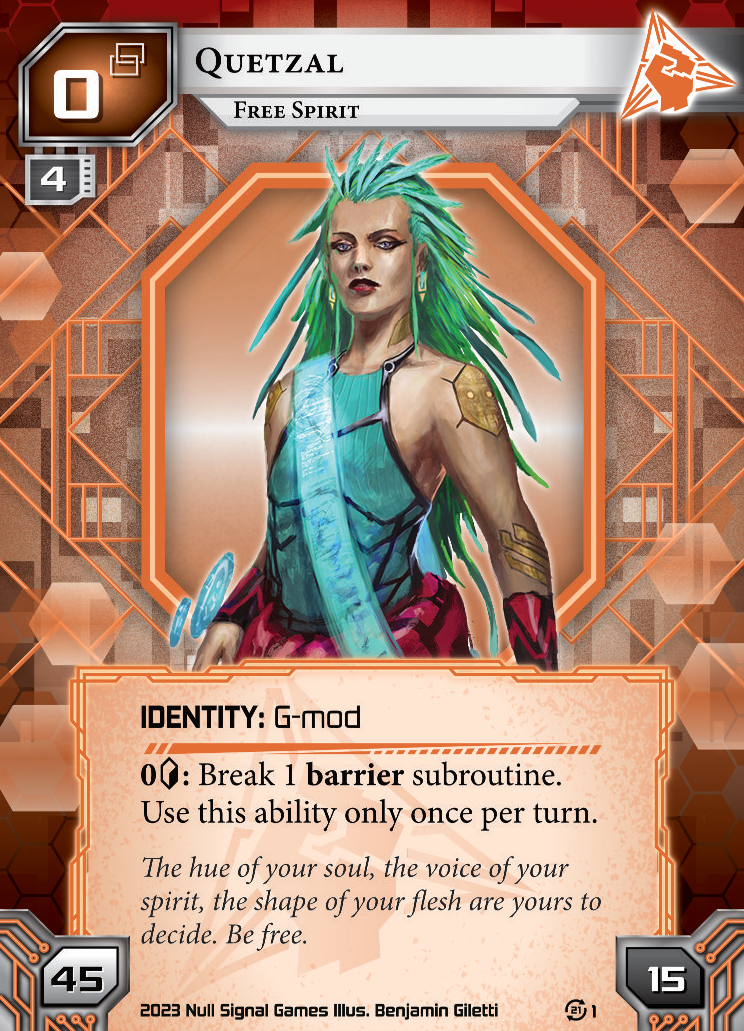 0
QUETZAL
FREE SPIRIT
4
IDENTITY: G-mod
0: Break 1 barrier subroutine.
Use this ability only once per turn.
The hue of your soul, the voice of your
spirit, the shape of your flesh are yours to
decide. Be free.
45
15
2023 Null Signal Games Illus. Benjamin Giletti
21 1